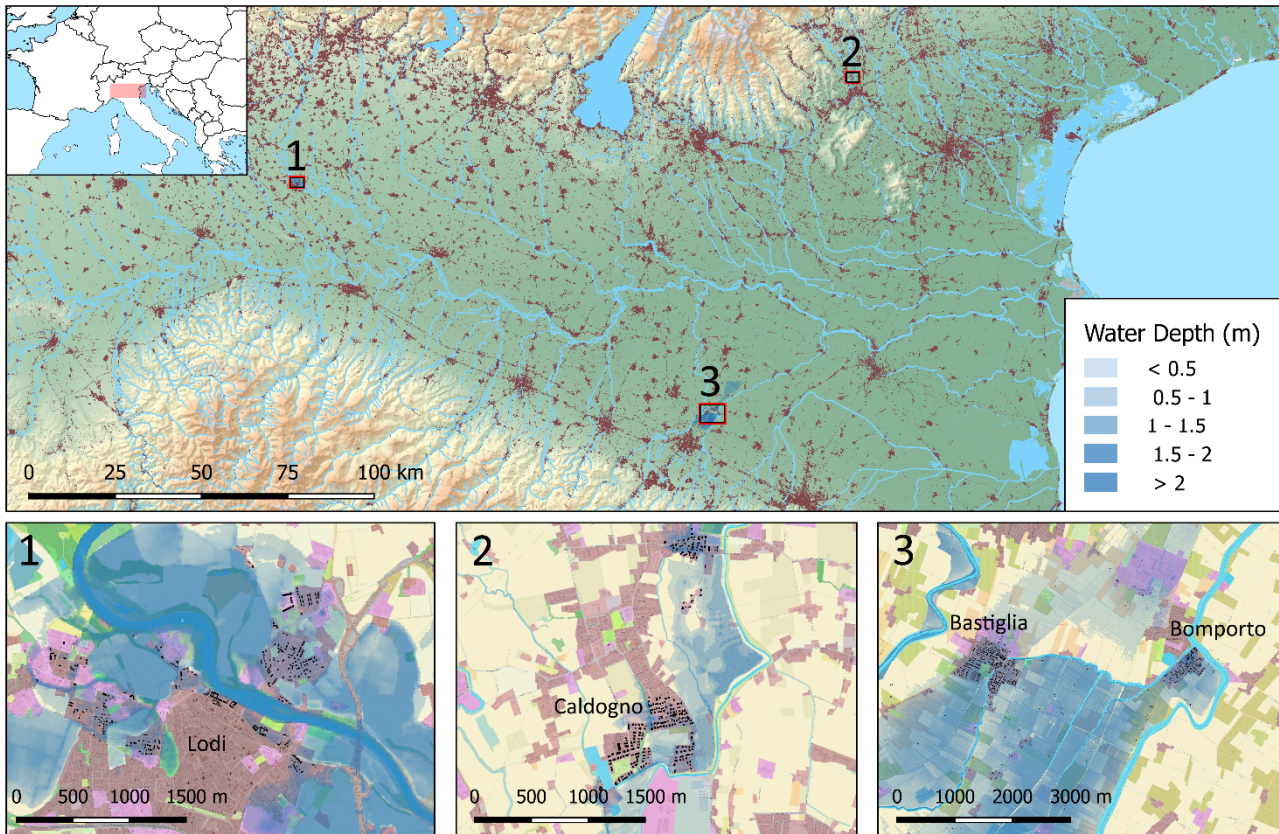 2
1
3
Water Depth (m)
< 0.5
0.5 - 1
1 - 1.5
1.5 - 2
> 2
0 25 50 75 100 km
1
Lodi
0 500 1000 1500 m
2
Caldogno
0 500 1000 1500 m
3
Bastiglia
Bomporto
0 1000 2000 3000 m